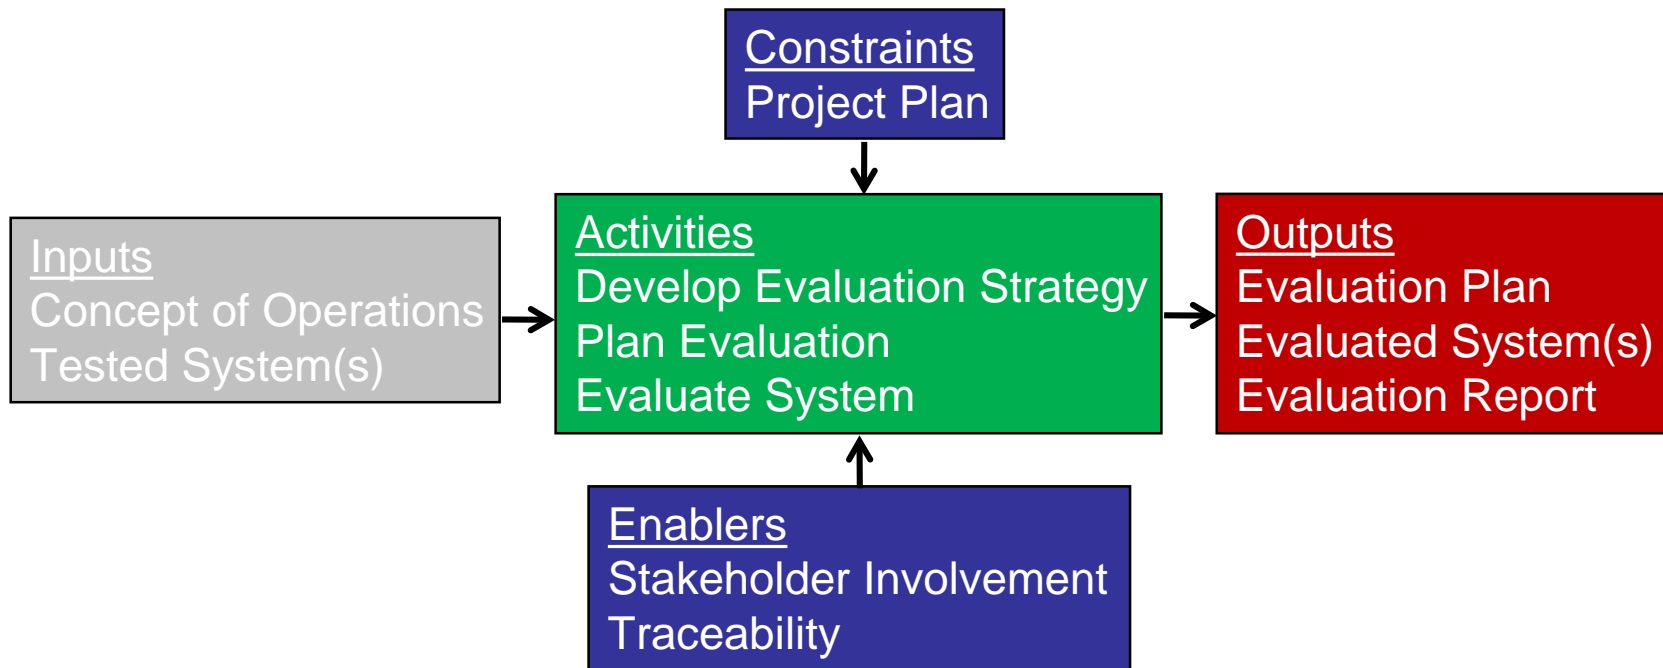 Constraints
Project Plan
Inputs
Concept of Operations
Tested System(s)
Activities
Develop Evaluation Strategy
Plan Evaluation
Evaluate System
Outputs
Evaluation Plan
Evaluated System(s)
Evaluation Report
Enablers
Stakeholder Involvement
Traceability